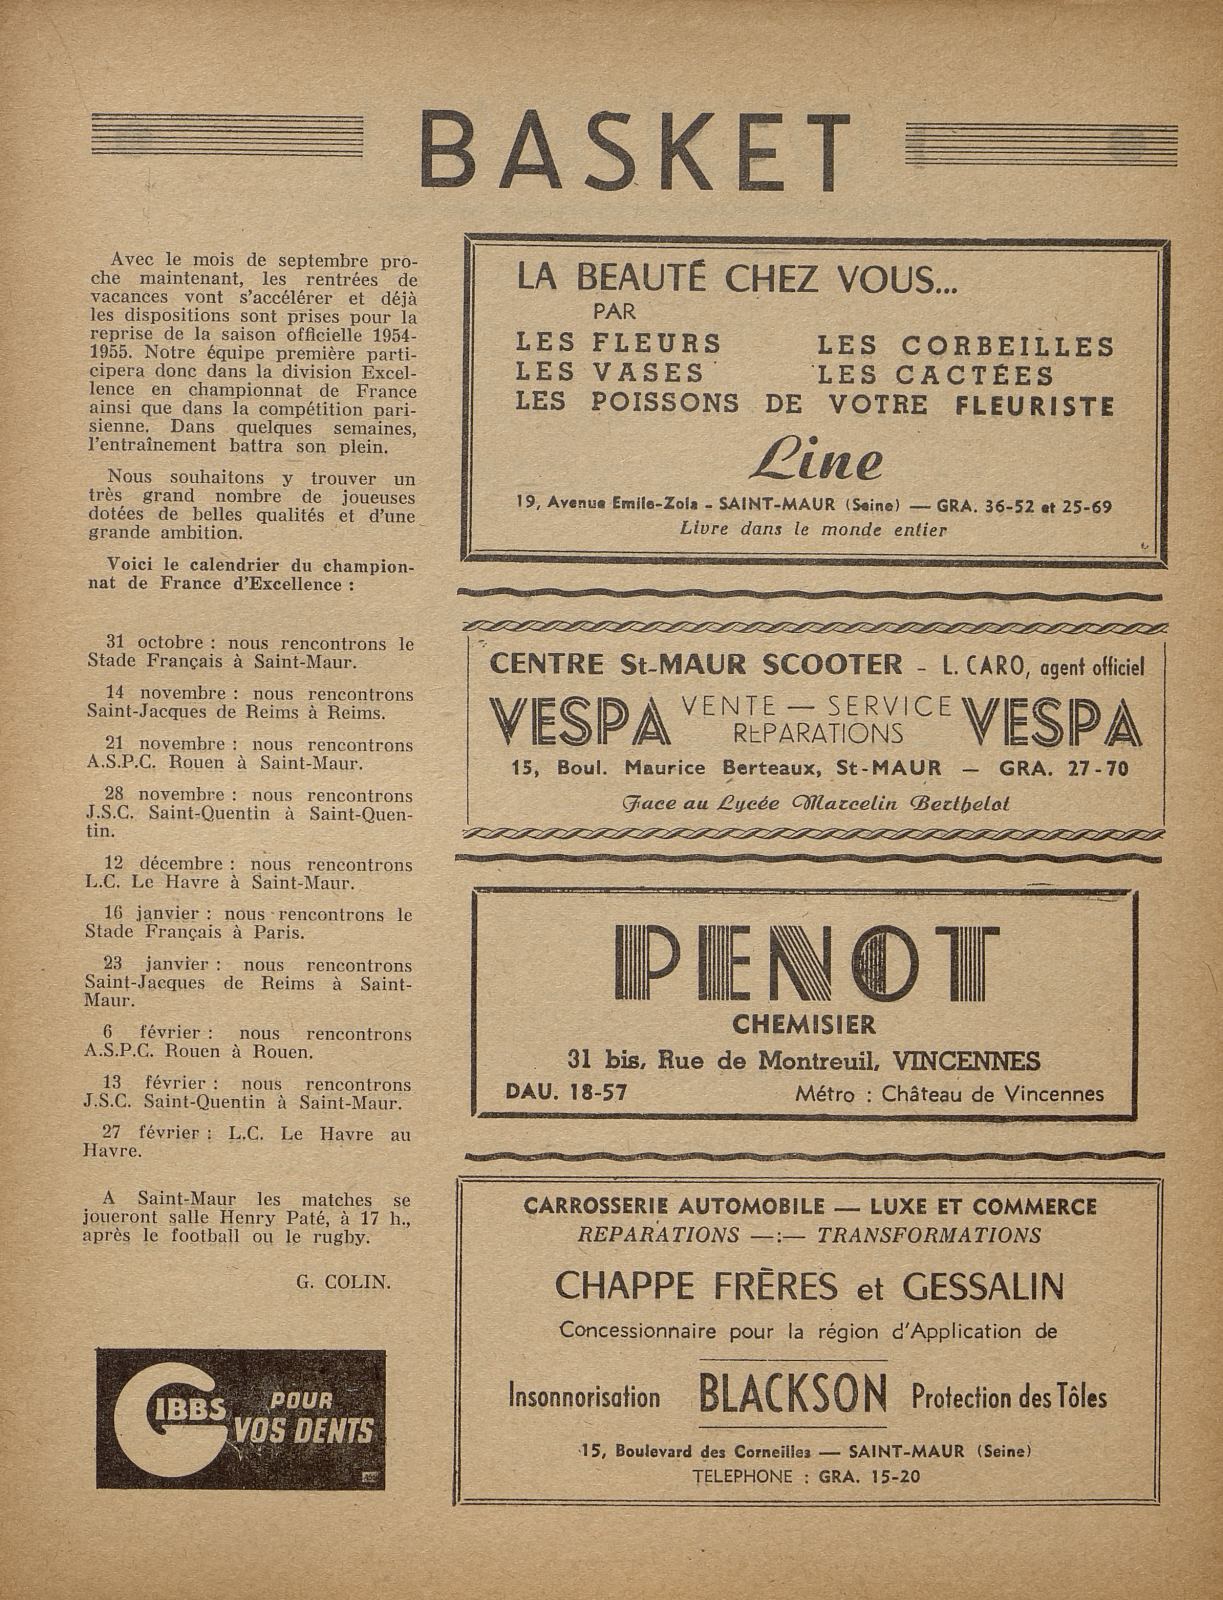 BASKET
Avec le mois de septembre pro-
che maintenant, les rentrées de
vacances vont s'accélérer et déjà
les dispositions sont prises pour la
reprise de la saison officielle 1954-
1955. Notre équipe première parti-
cipera donc dans la division Excel-
lence en championnat de France
ainsi que dans la compétition pari-
sienne. Dans quelques semaines,
l'entraînement battra son plein.
Nous souhaitons y trouver un
très grand nombre de joueuses
dotées de belles qualités et d'une
grande ambition.
Voici le calendrier du champion-
nat de France d'Excellence :
31 octobre : nous rencontrons le
Stade Français à Saint-Maur.
14 novembre : nous rencontrons
Saint-Jacques de Reims à Reims.
21 novembre : nous rencontrons
A.S.P.C. Rouen à Saint-Maur.
28 novembre : nous rencontrons
J.S.C. Saint-Quentin à Saint-Quen-
tin.
12 décembre : nous rencontrons
L.C. Le Havre à Saint-Maur.
16 janvier : nous rencontrons le
Stade Français à Paris.
23 janvier : nous rencontrons
Saint-Jacques de Reims à Saint-
Maur.
6 février : nous rencontrons
A.S.P.C. Rouen à Rouen.
13 février : nous rencontrons
J.S.C. Saint-Quentin à Saint-Maur.
27 février : L.C. Le Havre au
Havre.
A Saint-Maur les matches se
joueront salle Henry Paté, à 17 h.,
après le football ou le rugby.
G. COLIN.
GIBBS POUR
VOS DENTS
LA BEAUTÉ CHEZ VOUS...
PAR
LES FLEURS LES CORBEILLES
LES VASES LES CACTÉES
LES POISSONS DE VOTRE FLEURISTE
Line
19, Avenue Emile-Zola - SAINT-MAUR (Seine) — GRA. 36-52 et 25-69
Livre dans le monde entier
CENTRE St-MAUR SCOOTER - L. CARO, agent officiel
VESPA VENTE — SERVICE VESPA
REPARATIONS
15, Boul. Maurice Berteaux, St-MAUR — GRA. 27-70
Face au Lycée Marcelin Berthelot
PENOT
CHEMISIER
31 bis, Rue de Montreuil, VINCENNES
DAU. 18-57 Métro : Château de Vincennes
CARROSSERIE AUTOMOBILE — LUXE ET COMMERCE
REPARATIONS —:— TRANSFORMATIONS
CHAPPE FRÈRES et GESSALIN
Concessionnaire pour la région d'Application de
Insonnorisation BLACKSON Protection des Tôles
15, Boulevard des Corneilles — SAINT-MAUR (Seine)
TELEPHONE : GRA. 15-20